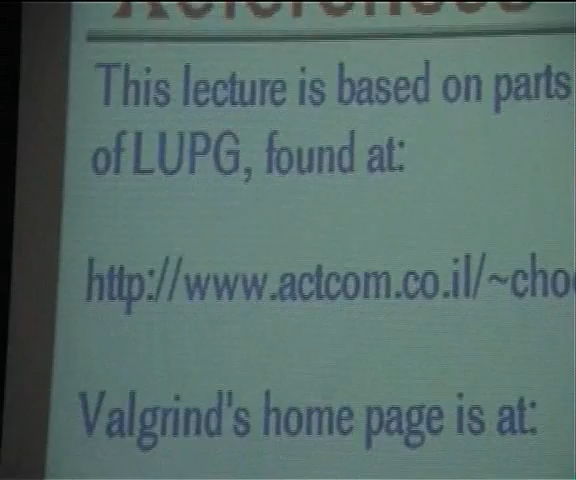 References
This lecture is based on parts
of LUPG, found at:
http://www.actcom.co.il/~cho
Valgrind's home page is at: